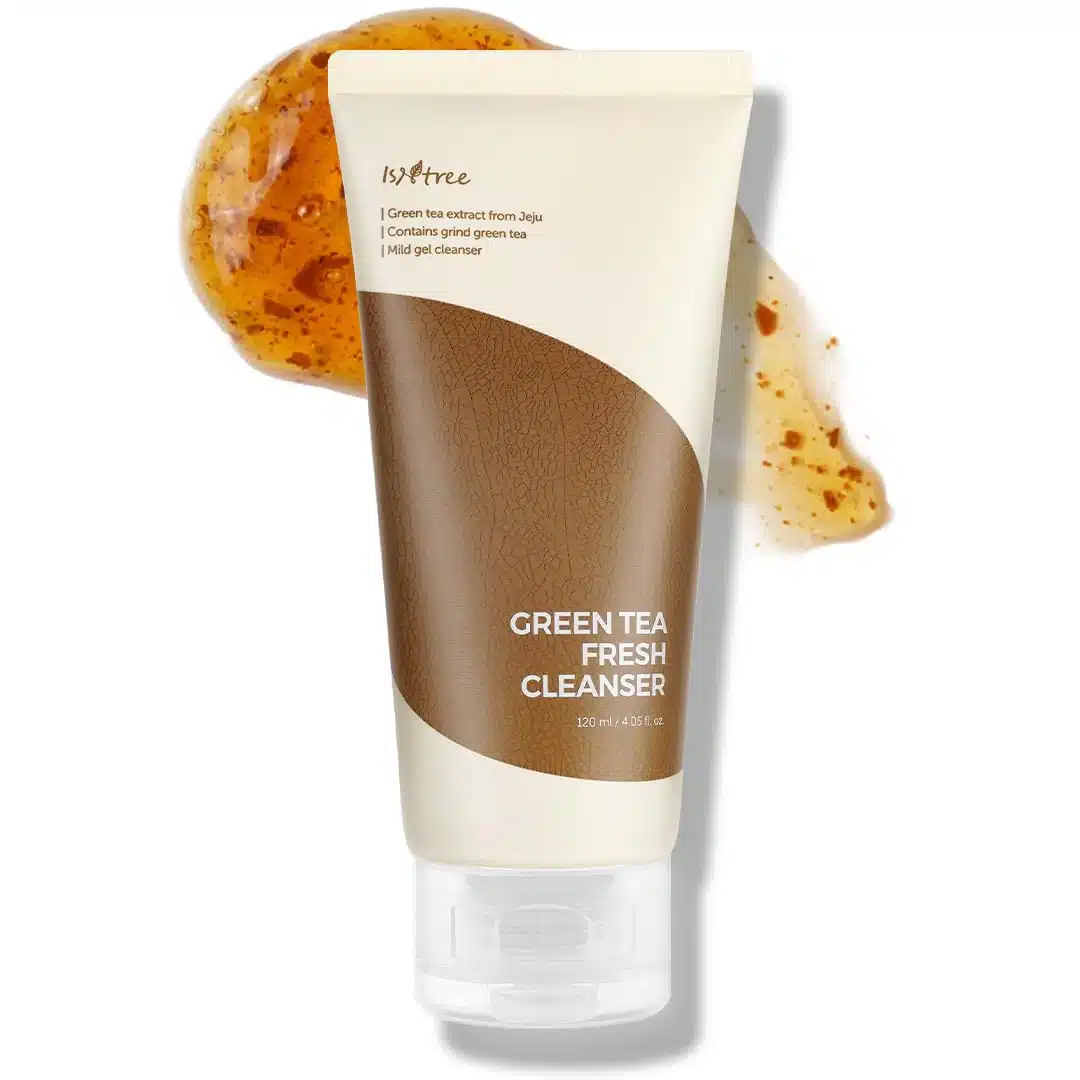 IsNtree
| Green tea extract from Jeju
| Contains grind green tea
| Mild gel cleanser
GREEN TEA
FRESH
CLEANSER
120 ml / 4.05 fl. oz.